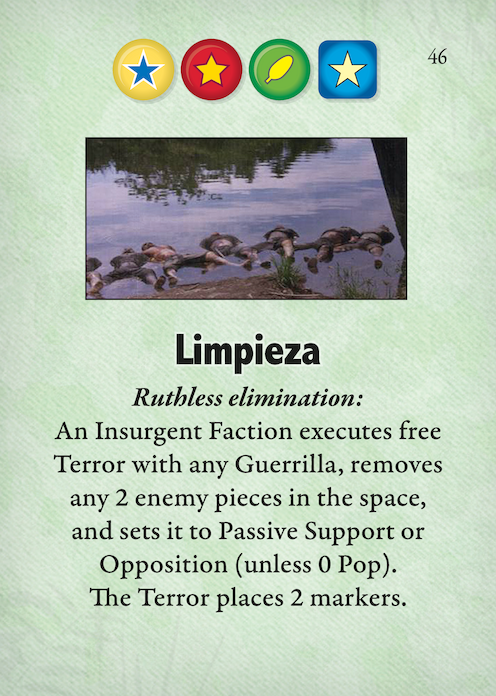 46
Limpieza
Ruthless elimination:
An Insurgent Faction executes free
Terror with any Guerrilla, removes
any 2 enemy pieces in the space,
and sets it to Passive Support or
Opposition (unless 0 Pop).
The Terror places 2 markers.